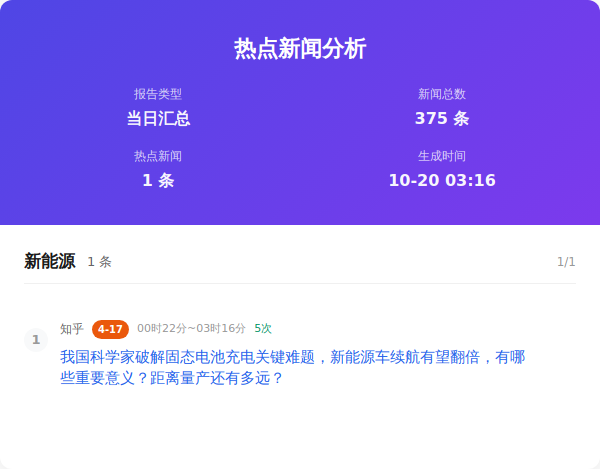 热点新闻分析
报告类型
新闻总数
当日汇总
375 条
热点新闻
生成时间
1 条
10-20 03:16
新能源 1 条 1/1
1
知乎 4-17 00时22分~03时16分 5次
我国科学家破解固态电池充电关键难题，新能源车续航有望翻倍，有哪
些重要意义？距离量产还有多远？